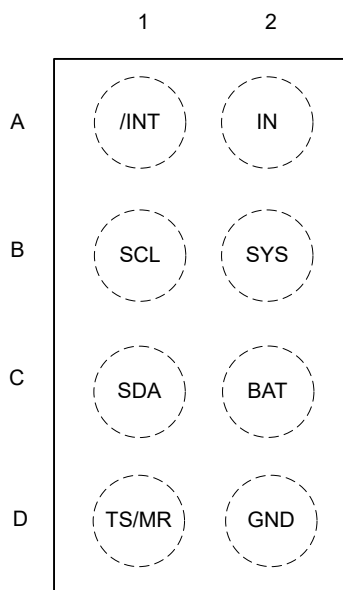 1 2
A /INT IN
B SCL SYS
C SDA BAT
D TS/MR GND